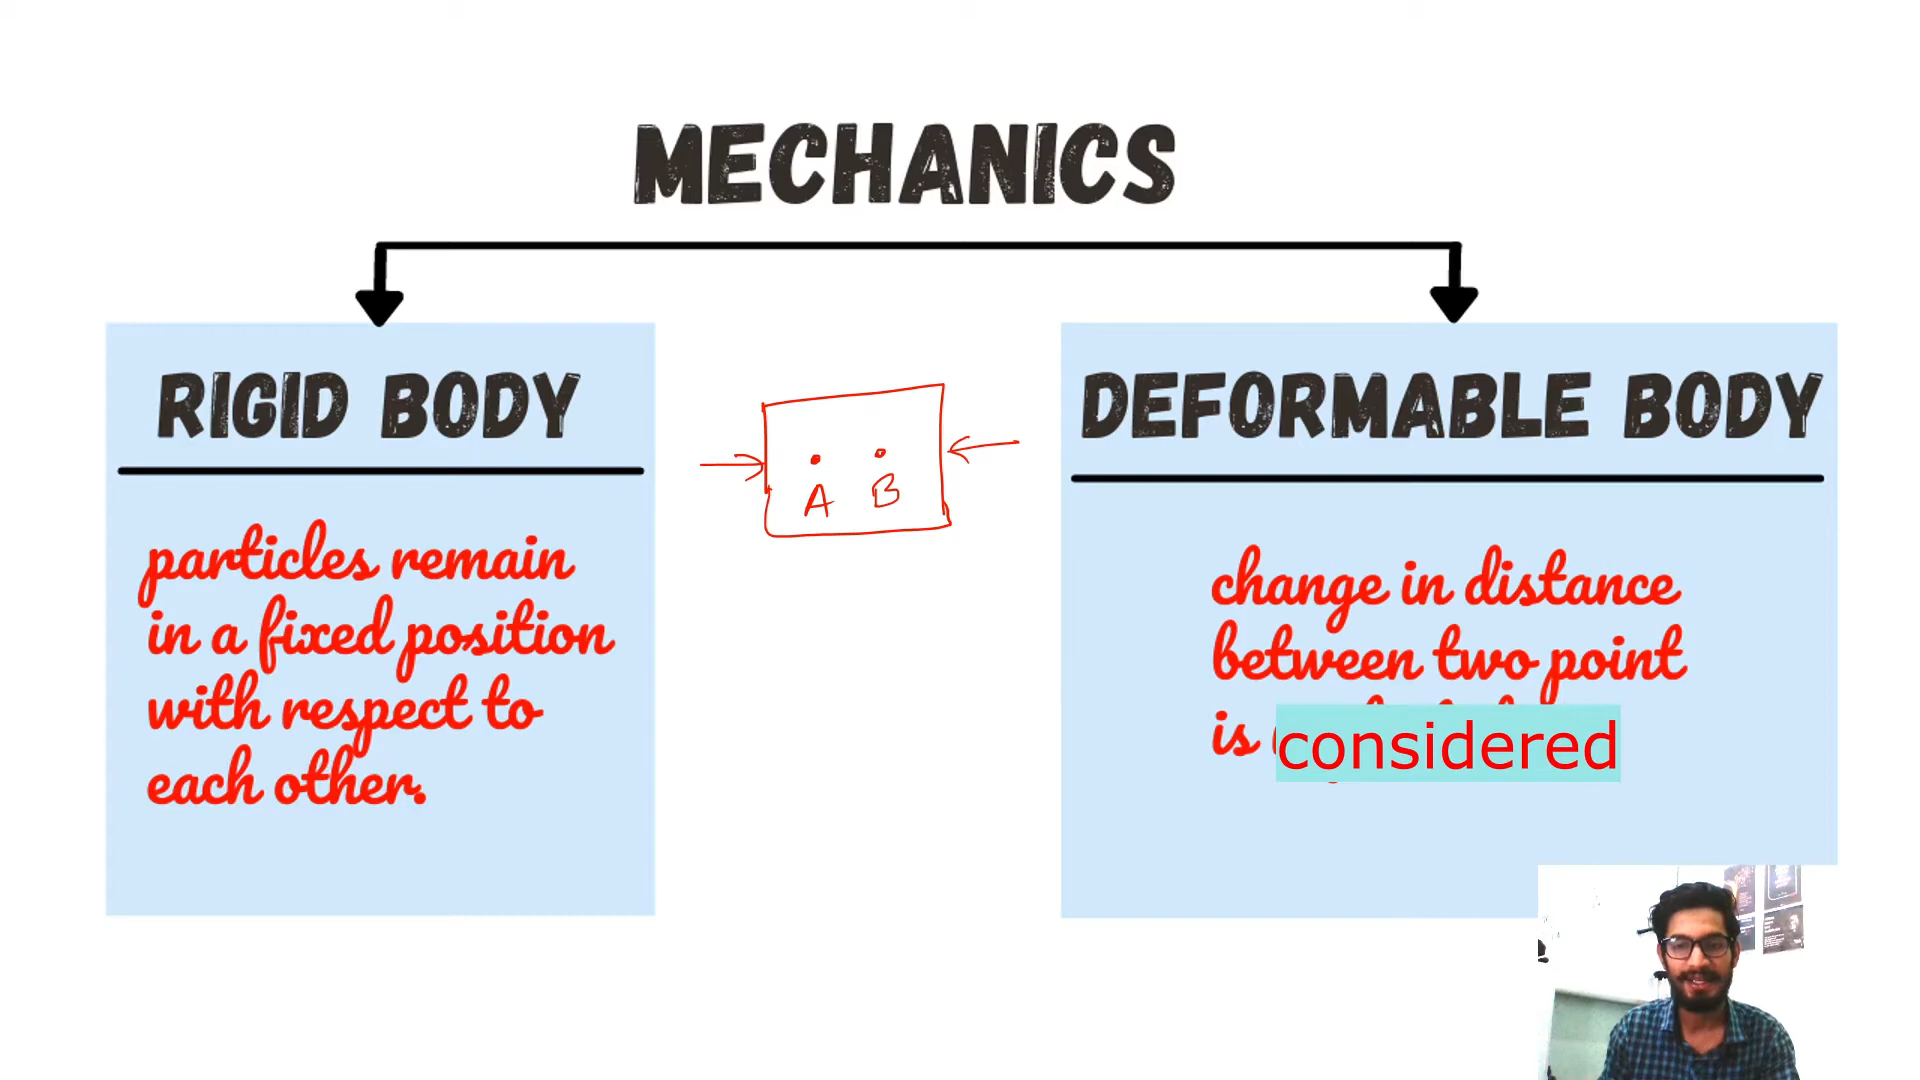 MECHANICS
RIGID BODY
particles remain
in a fixed position
with respect to
each other.
A B
DEFORMABLE BODY
change in distance
between two point
is considered